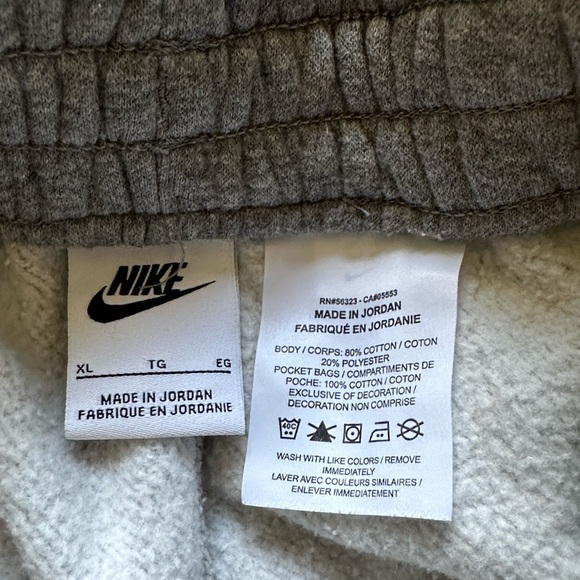 NIKE
XL TG EG
MADE IN JORDAN
FABRIQUE EN JORDANIE
RN#56323 - CA#05553
MADE IN JORDAN
FABRIQUÉ EN JORDANIE
BODY / CORPS: 80% COTTON / COTON
20% POLYESTER
POCKET BAGS / COMPARTIMENTS DE
POCHE: 100% COTTON / COTON
EXCLUSIVE OF DECORATION /
DECORATION NON COMPRISE
40C
WASH WITH LIKE COLORS / REMOVE
IMMEDIATELY
LAVER AVEC COULEURS SIMILAIRES /
ENLEVER IMMEDIATEMENT